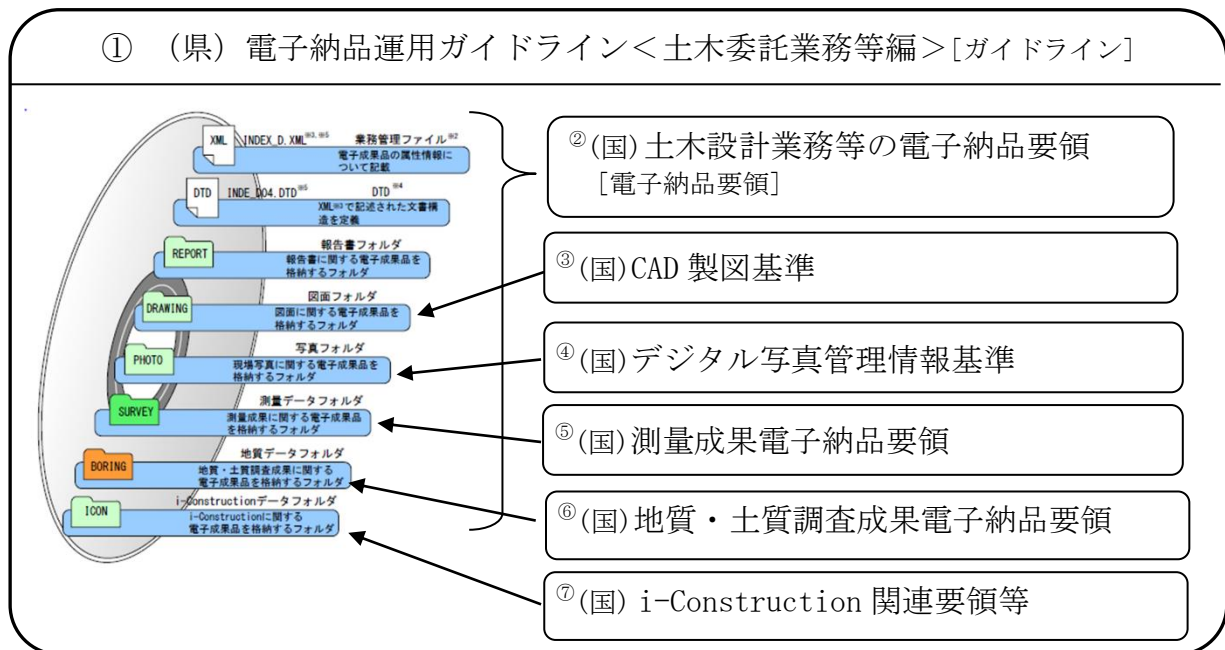 ① （県）電子納品運用ガイドライン＜土木委託業務等編＞[ガイドライン]
XML INDEX_D.XML※3,※5 業務管理ファイル※2
電子成果品の属性情報に
ついて記載
DTD INDE_D04.DTD※5 DTD※4
XML※3で記述された文書構
造を定義
報告書フォルダ
REPORT
報告書に関する電子成果品を
格納するフォルダ
図面フォルダ
DRAWING
図面に関する電子成果品を
格納するフォルダ
写真フォルダ
PHOTO
現場写真に関する電子成果品を
格納するフォルダ
測量データフォルダ
SURVEY
測量成果に関する電子成果品
を格納するフォルダ
地質データフォルダ
BORING
地質・土質調査成果に関する
電子成果品を格納するフォルダ
i-Constructionデータフォルダ
ICON
i-Constructionに関する
電子成果品を格納するフォルダ
②(国)土木設計業務等の電子納品要領
[電子納品要領]
③(国)CAD 製図基準
④(国)デジタル写真管理情報基準
⑤(国)測量成果電子納品要領
⑥(国)地質・土質調査成果電子納品要領
⑦(国) i-Construction 関連要領等